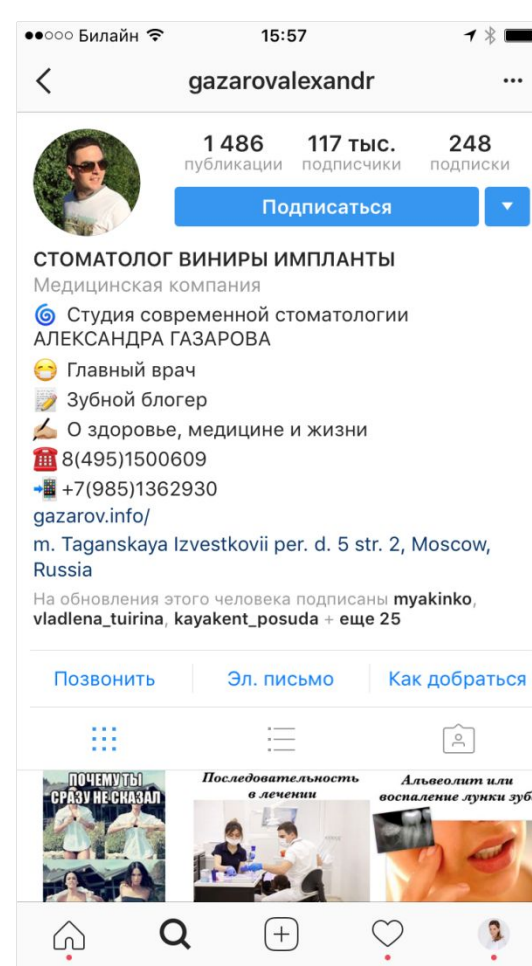 Билайн 15:57
gazarovalexandr
1 486 117 тыс. 248
публикации подписчики подписки
Подписаться
СТОМАТОЛОГ ВИНИРЫ ИМПЛАНТЫ
Медицинская компания
Студия современной стоматологии
АЛЕКСАНДРА ГАЗАРОВА
Главный врач
Зубной блогер
О здоровье, медицине и жизни
8(495)1500609
+7(985)1362930
gazarov.info/
m. Taganskaya Izvestkovii per. d. 5 str. 2, Moscow,
Russia
На обновления этого человека подписаны myakinko,
vladlena_tuirina, kayakent_posuda + еще 25
Позвонить Эл. письмо Как добраться
ПОЧЕМУ ТЫ
СРАЗУ НЕ СКАЗАЛ
Последовательность
в лечении
Альвеолит или
воспаление лунки зуб